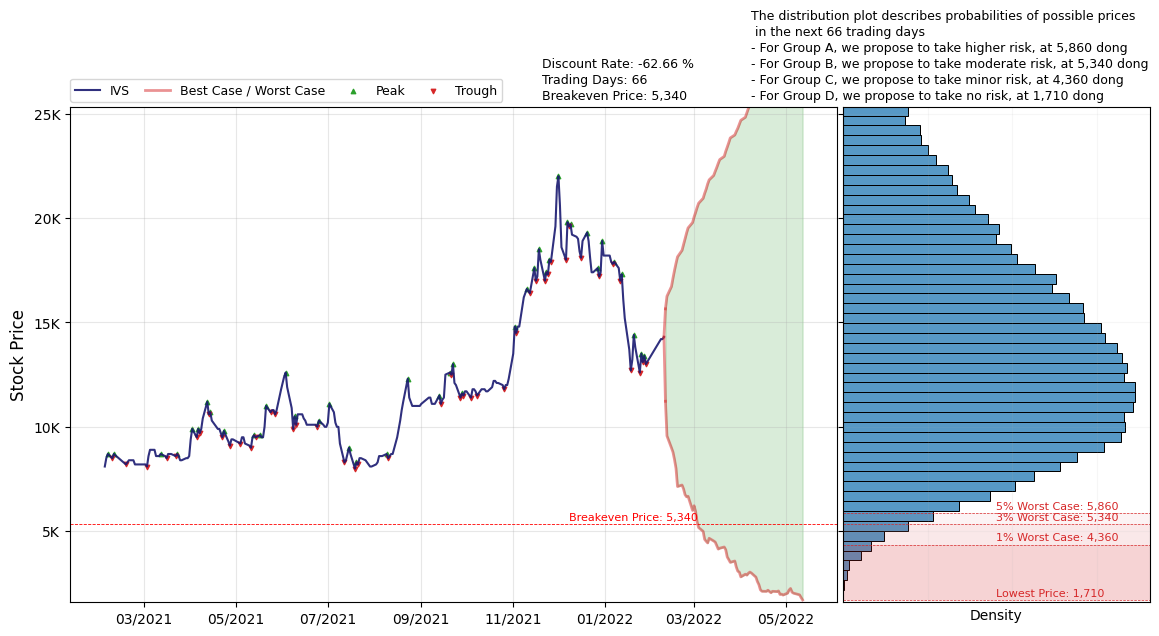 The distribution plot describes probabilities of possible prices
in the next 66 trading days
- For Group A, we propose to take higher risk, at 5,860 dong
- For Group B, we propose to take moderate risk, at 5,340 dong
- For Group C, we propose to take minor risk, at 4,360 dong
- For Group D, we propose to take no risk, at 1,710 dong
Discount Rate: -62.66 %
Trading Days: 66
Breakeven Price: 5,340
IVS
Best Case / Worst Case
Peak
Trough
Stock Price
25K
20K
15K
10K
5K
Breakeven Price: 5,340
5% Worst Case: 5,860
3% Worst Case: 5,340
1% Worst Case: 4,360
Lowest Price: 1,710
03/2021
05/2021
07/2021
09/2021
11/2021
01/2022
03/2022
05/2022
Density